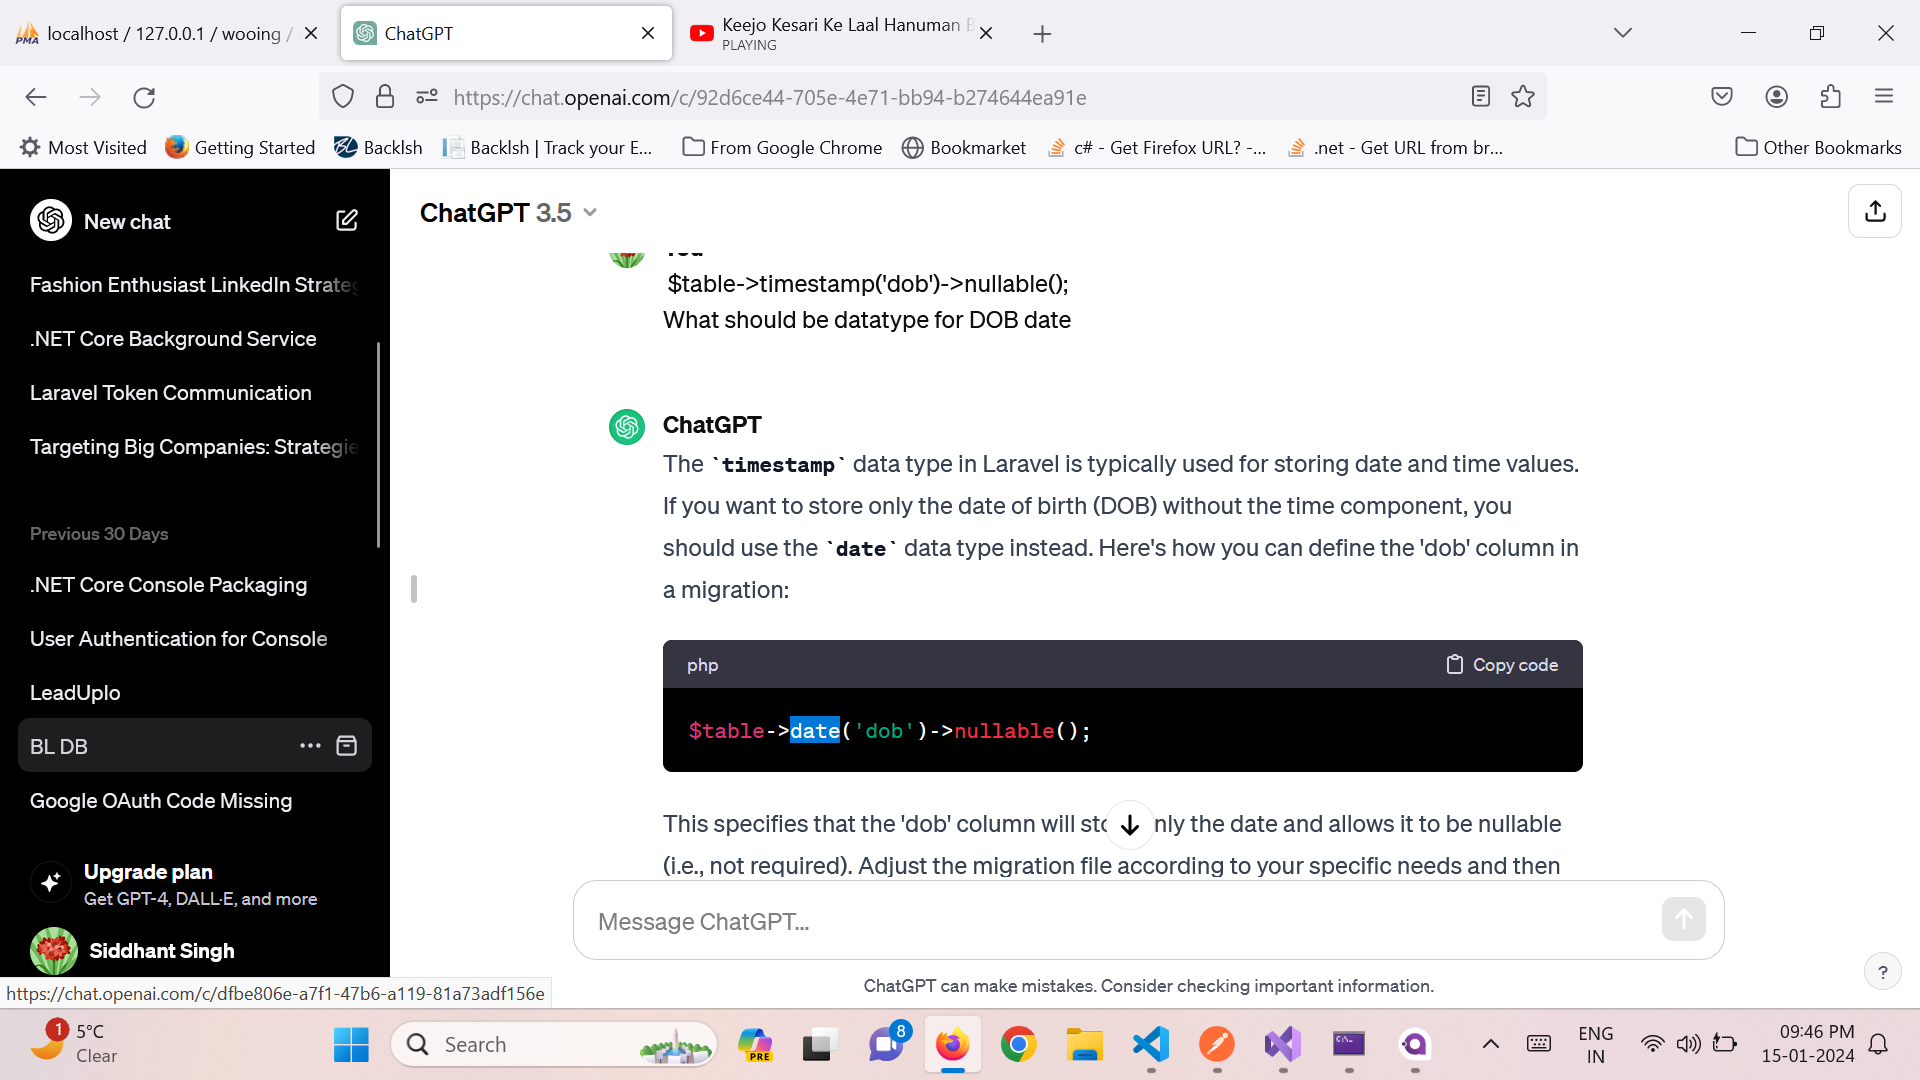 localhost / 127.0.0.1 / wooing /
ChatGPT
Keejo Kesari Ke Laal Hanuman
PLAYING
https://chat.openai.com/c/92d6ce44-705e-4e71-bb94-b274644ea91e
Most Visited
Getting Started
Backlsh
Backlsh | Track your E...
From Google Chrome
Bookmarket
c# - Get Firefox URL? -...
.net - Get URL from br...
Other Bookmarks
New chat
Fashion Enthusiast LinkedIn Strateg
.NET Core Background Service
Laravel Token Communication
Targeting Big Companies: Strategie
Previous 30 Days
.NET Core Console Packaging
User Authentication for Console
LeadUplo
BL DB
Google OAuth Code Missing
Upgrade plan
Get GPT-4, DALL·E, and more
Siddhant Singh
https://chat.openai.com/c/dfbe806e-a7f1-47b6-a119-81a73adf156e
ChatGPT 3.5
You
$table->timestamp('dob')->nullable();
What should be datatype for DOB date
ChatGPT
The `timestamp` data type in Laravel is typically used for storing date and time values.
If you want to store only the date of birth (DOB) without the time component, you
should use the `date` data type instead. Here's how you can define the 'dob' column in
a migration:
php
Copy code
$table->date('dob')->nullable();
This specifies that the 'dob' column will sto nly the date and allows it to be nullable
(i.e., not required). Adjust the migration file according to your specific needs and then
Message ChatGPT...
ChatGPT can make mistakes. Consider checking important information.
?
1
5°C
Clear
Search
PRE
8
ENG
IN
09:46 PM
15-01-2024